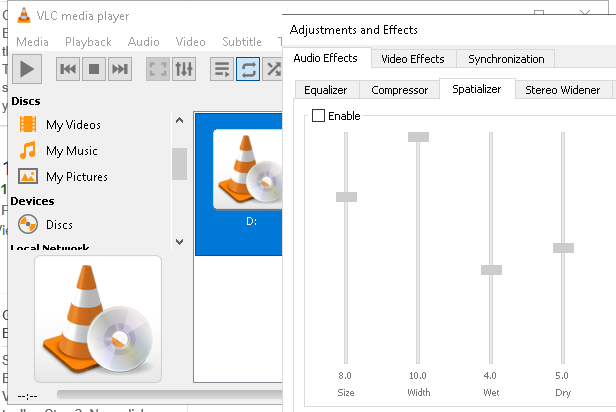 VLC media player
Media Playback Audio Video Subtitle T
Discs
My Videos
My Music
My Pictures
Devices
Discs
Local Network
D:
--:--
Adjustments and Effects
Audio Effects Video Effects Synchronization
Equalizer Compressor Spatializer Stereo Widener
Enable
8.0 10.0 4.0 5.0
Size Width Wet Dry